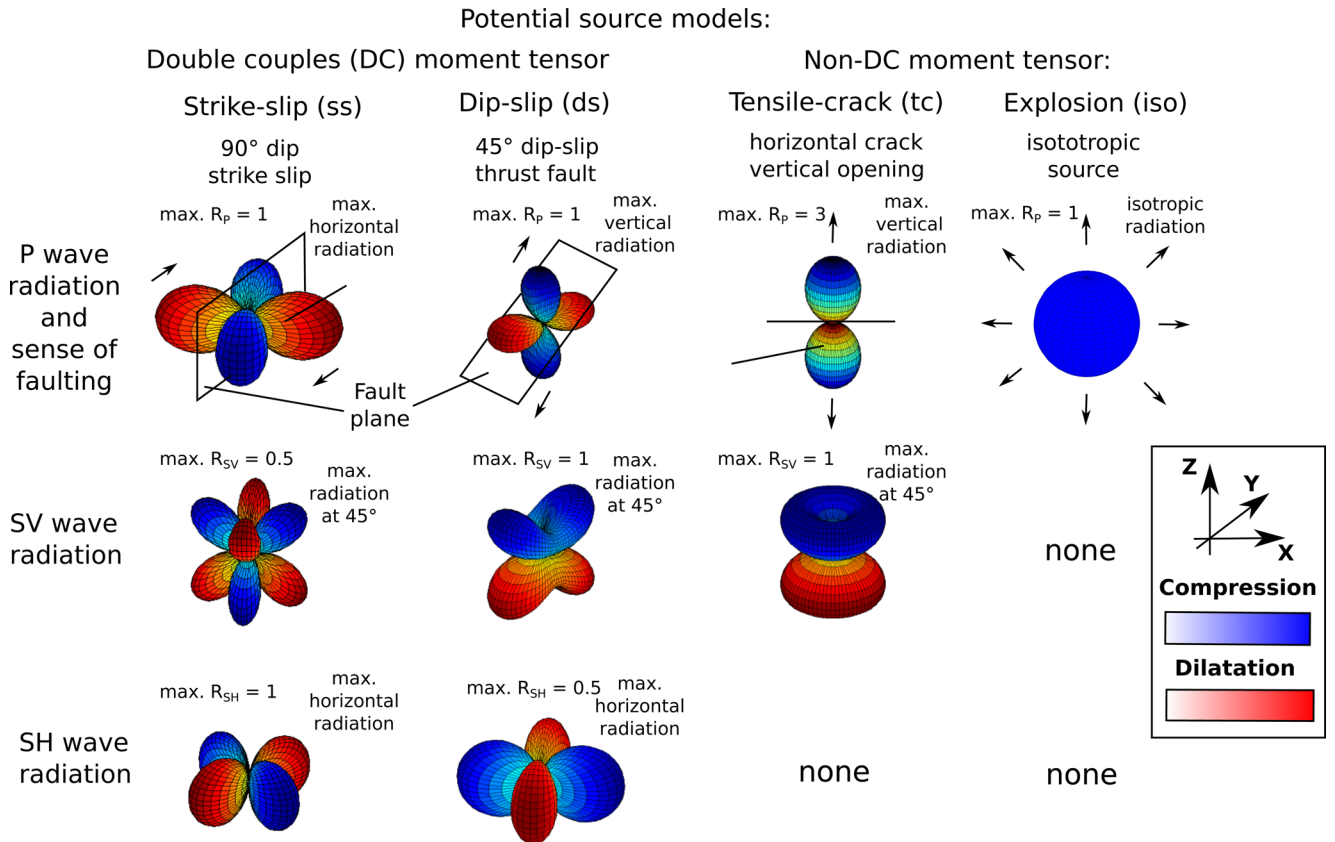 Potential source models:
Double couples (DC) moment tensor
Non-DC moment tensor:
Strike-slip (ss)
Dip-slip (ds)
Tensile-crack (tc)
Explosion (iso)
90° dip
strike slip
45° dip-slip
thrust fault
horizontal crack
vertical opening
isototropic
source
P wave
radiation
and
sense of
faulting
max. R_P = 1
max.
horizontal
radiation
max. R_P = 1
max.
vertical
radiation
max. R_P = 3
max.
vertical
radiation
max. R_P = 1
isotropic
radiation
Fault
plane
SV wave
radiation
max. R_SV = 0.5
max.
radiation
at 45°
max. R_SV = 1
max.
radiation
at 45°
max. R_SV = 1
max.
radiation
at 45°
none
SH wave
radiation
max. R_SH = 1
max.
horizontal
radiation
max. R_SH = 0.5
max.
horizontal
radiation
none
none
Z
Y
X
Compression
Dilatation